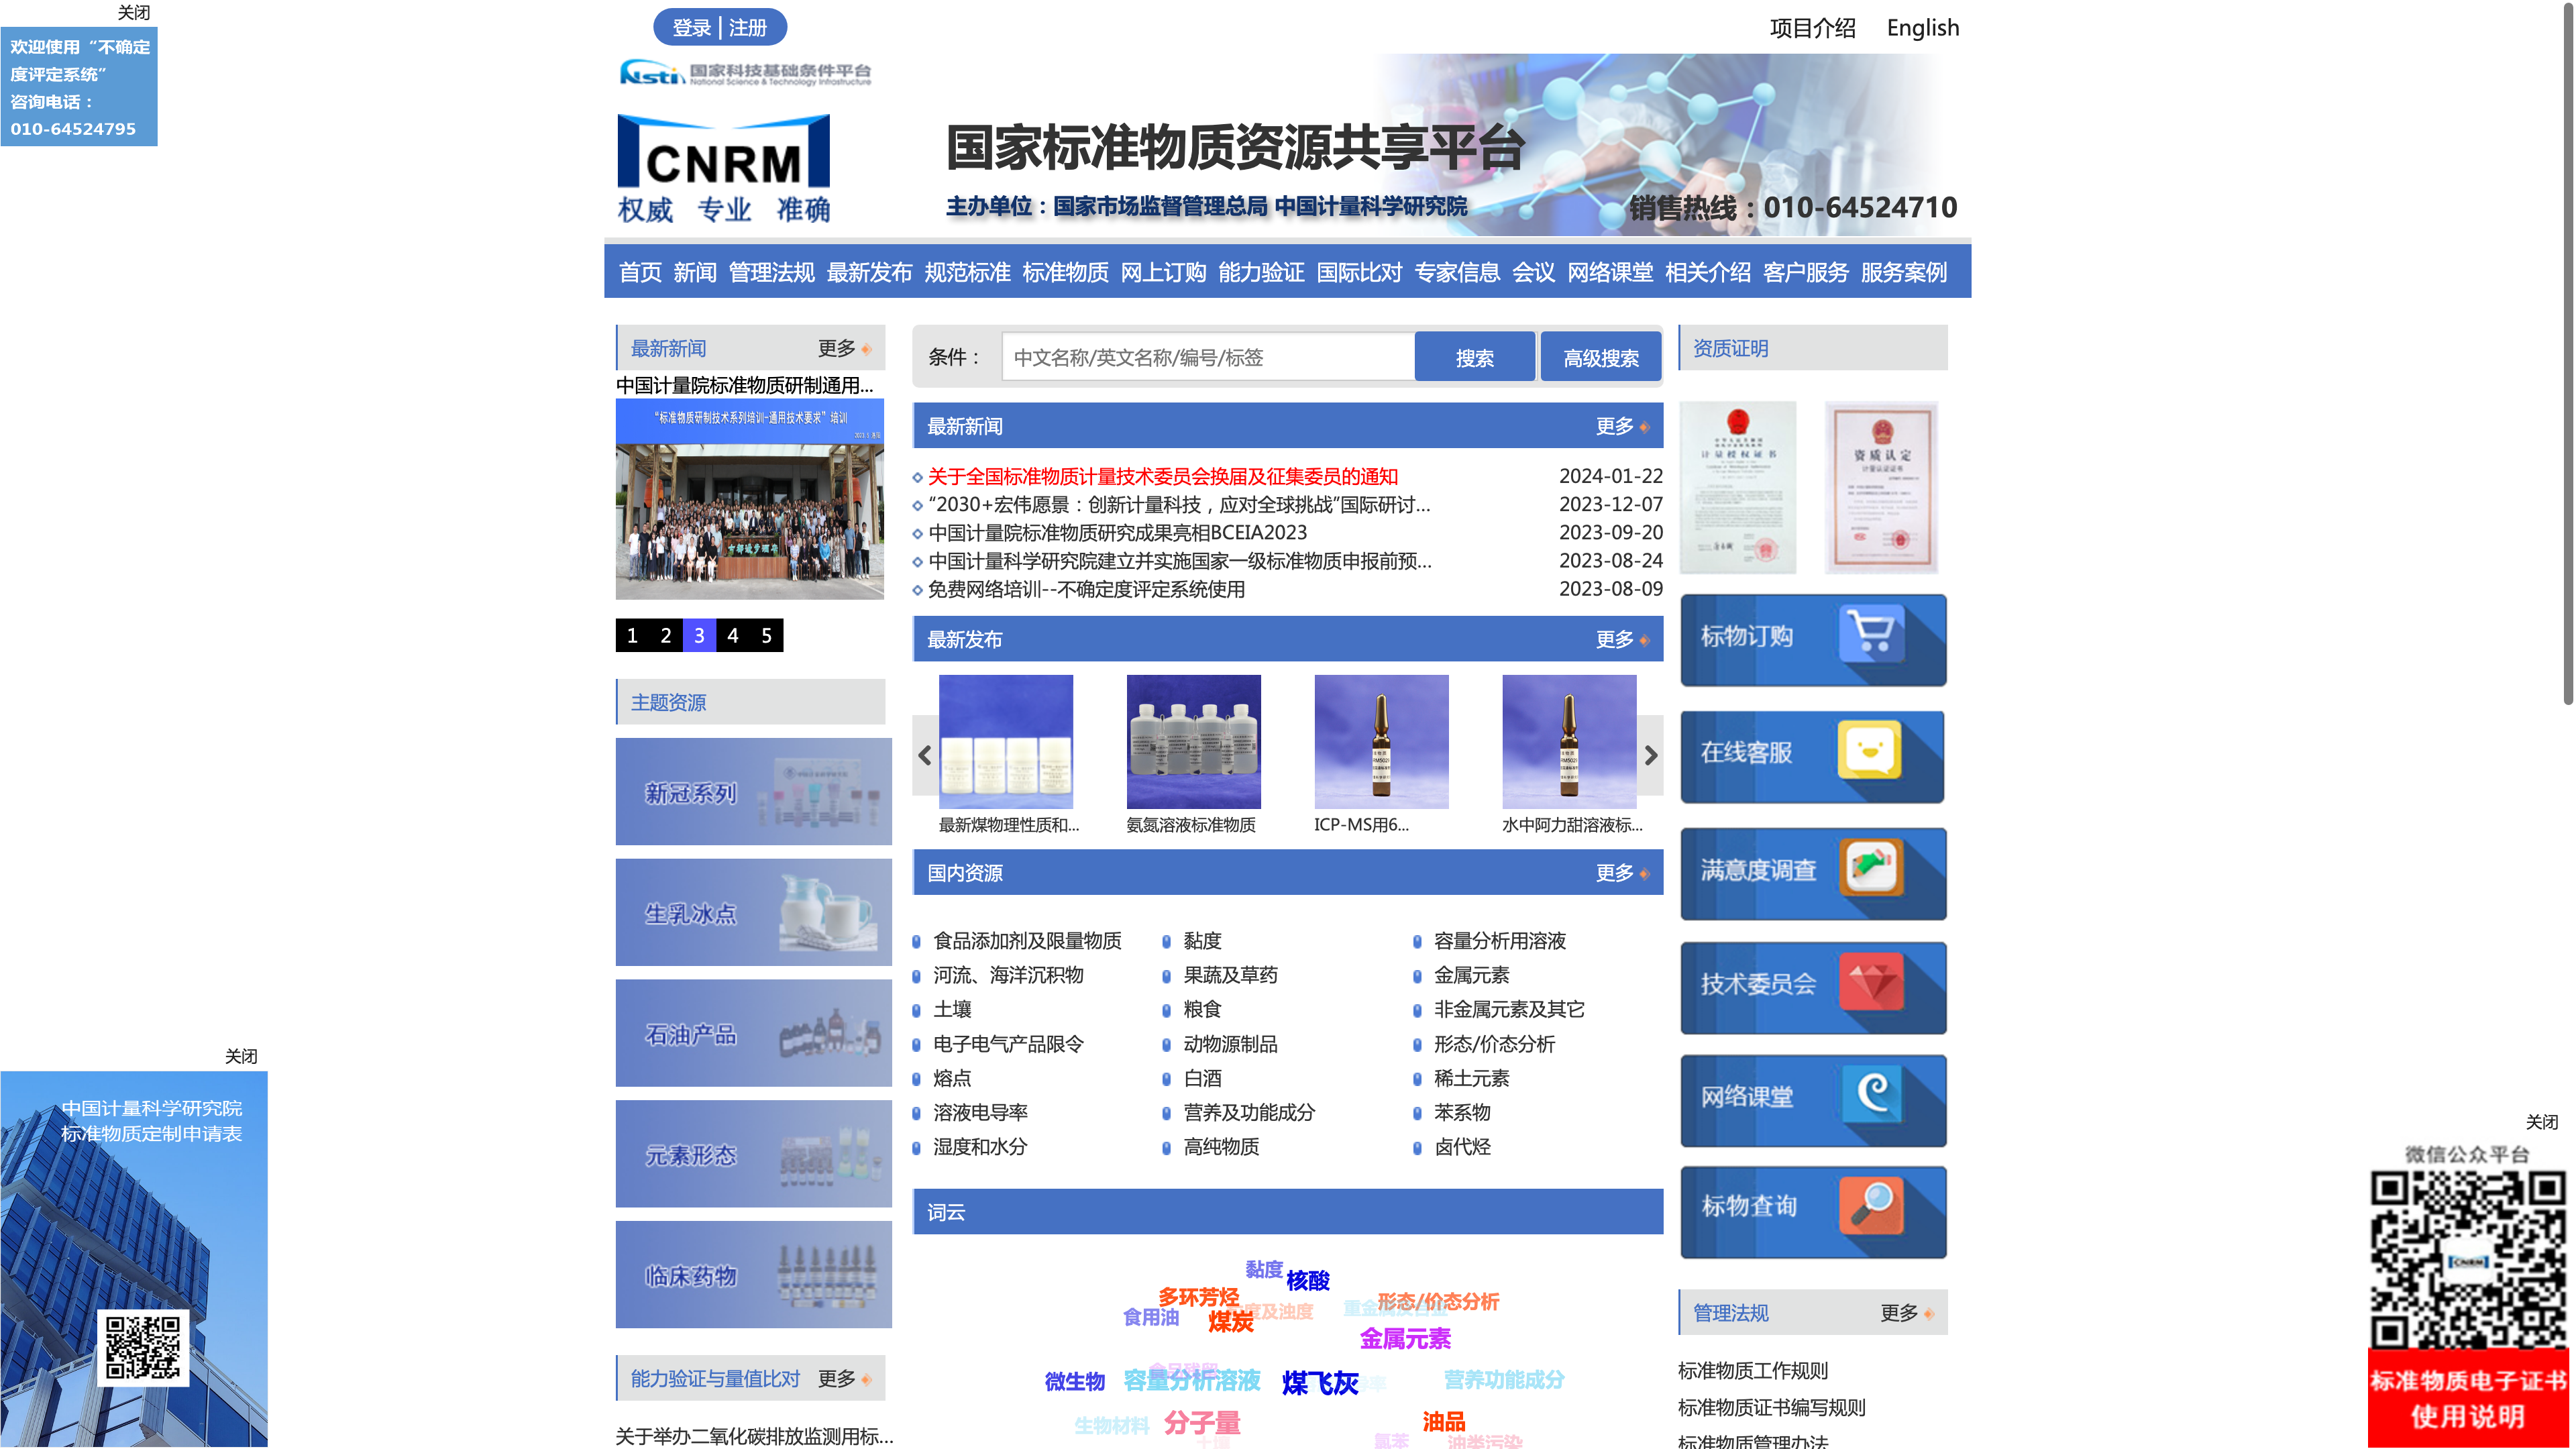 关闭
欢迎使用“不确定
度评定系统”
咨询电话：
010-64524795
登录 | 注册
项目介绍 English
Nsti 国家科技基础条件平台
National Science & Technology Infrastructure
CNRM
权威 专业 准确
国家标准物质资源共享平台
主办单位：国家市场监督管理总局 中国计量科学研究院
销售热线：010-64524710
首页 新闻 管理法规 最新发布 规范标准 标准物质 网上订购 能力验证 国际比对 专家信息 会议 网络课堂 相关介绍 客户服务 服务案例
最新新闻 更多
中国计量院标准物质研制通用...
“标准物质研制技术系列培训-通用技术要求”培训
1 2 3 4 5
主题资源
新冠系列
生乳冰点
石油产品
元素形态
临床药物
能力验证与量值比对 更多
关于举办二氧化碳排放监测用标...
条件： 中文名称/英文名称/编号/标签 搜索 高级搜索
最新新闻 更多
关于全国标准物质计量技术委员会换届及征集委员的通知 2024-01-22
“2030+宏伟愿景：创新计量科技，应对全球挑战”国际研讨... 2023-12-07
中国计量院标准物质研究成果亮相BCEIA2023 2023-09-20
中国计量科学研究院建立并实施国家一级标准物质申报前预... 2023-08-24
免费网络培训--不确定度评定系统使用 2023-08-09
最新发布 更多
最新煤物理性质和... 氨氮溶液标准物质 ICP-MS用6... 水中阿力甜溶液标...
国内资源 更多
食品添加剂及限量物质 黏度 容量分析用溶液
河流、海洋沉积物 果蔬及草药 金属元素
土壤 粮食 非金属元素及其它
电子电气产品限令 动物源制品 形态/价态分析
熔点 白酒 稀土元素
溶液电导率 营养及功能成分 苯系物
湿度和水分 高纯物质 卤代烃
词云
黏度 核酸
多环芳烃 形态/价态分析
食用油 煤炭 度及浊度
金属元素
微生物 容量分析溶液 煤飞灰 营养功能成分
生物材料 分子量 油品
氯苯 油类污染
资质证明
计量授权证书
资质认定
计量认证证书
标物订购
在线客服
满意度调查
技术委员会
网络课堂
标物查询
管理法规 更多
标准物质工作规则
标准物质证书编写规则
标准物质管理办法
关闭
中国计量科学研究院
标准物质定制申请表
关闭
微信公众平台
CNRM
标准物质电子证书
使用说明